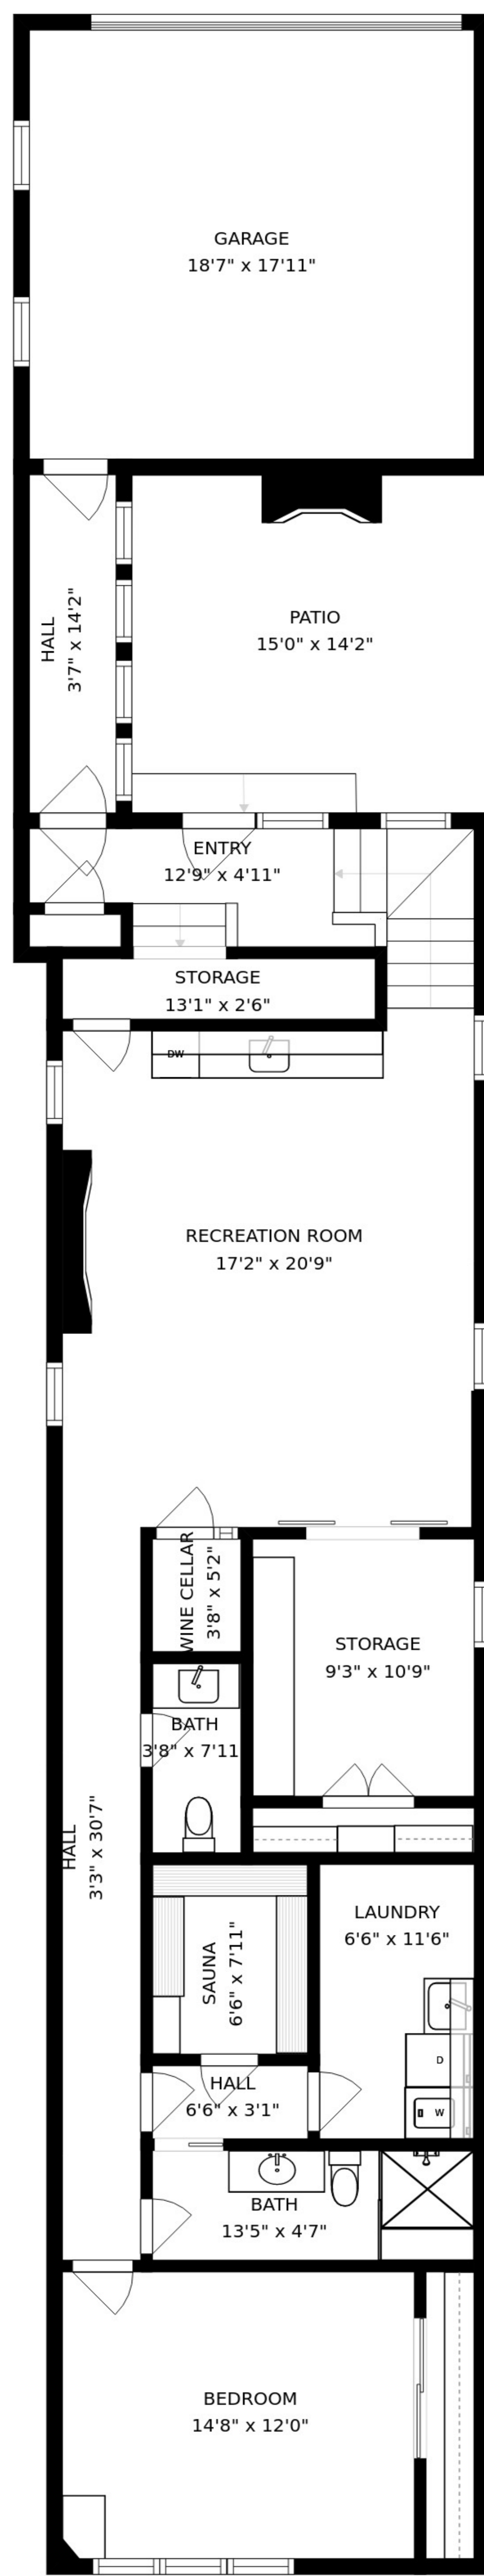 GARAGE
18'7" x 17'11"
HALL
3'7" x 14'2"
PATIO
15'0" x 14'2"
ENTRY
12'9" x 4'11"
STORAGE
13'1" x 2'6"
DW
RECREATION ROOM
17'2" x 20'9"
WINE CELLAR
3'8" x 5'2"
STORAGE
9'3" x 10'9"
BATH
3'8" x 7'11
HALL
3'3" x 30'7"
LAUNDRY
6'6" x 11'6"
SAUNA
6'6" x 7'11"
D
W
HALL
6'6" x 3'1"
BATH
13'5" x 4'7"
BEDROOM
14'8" x 12'0"